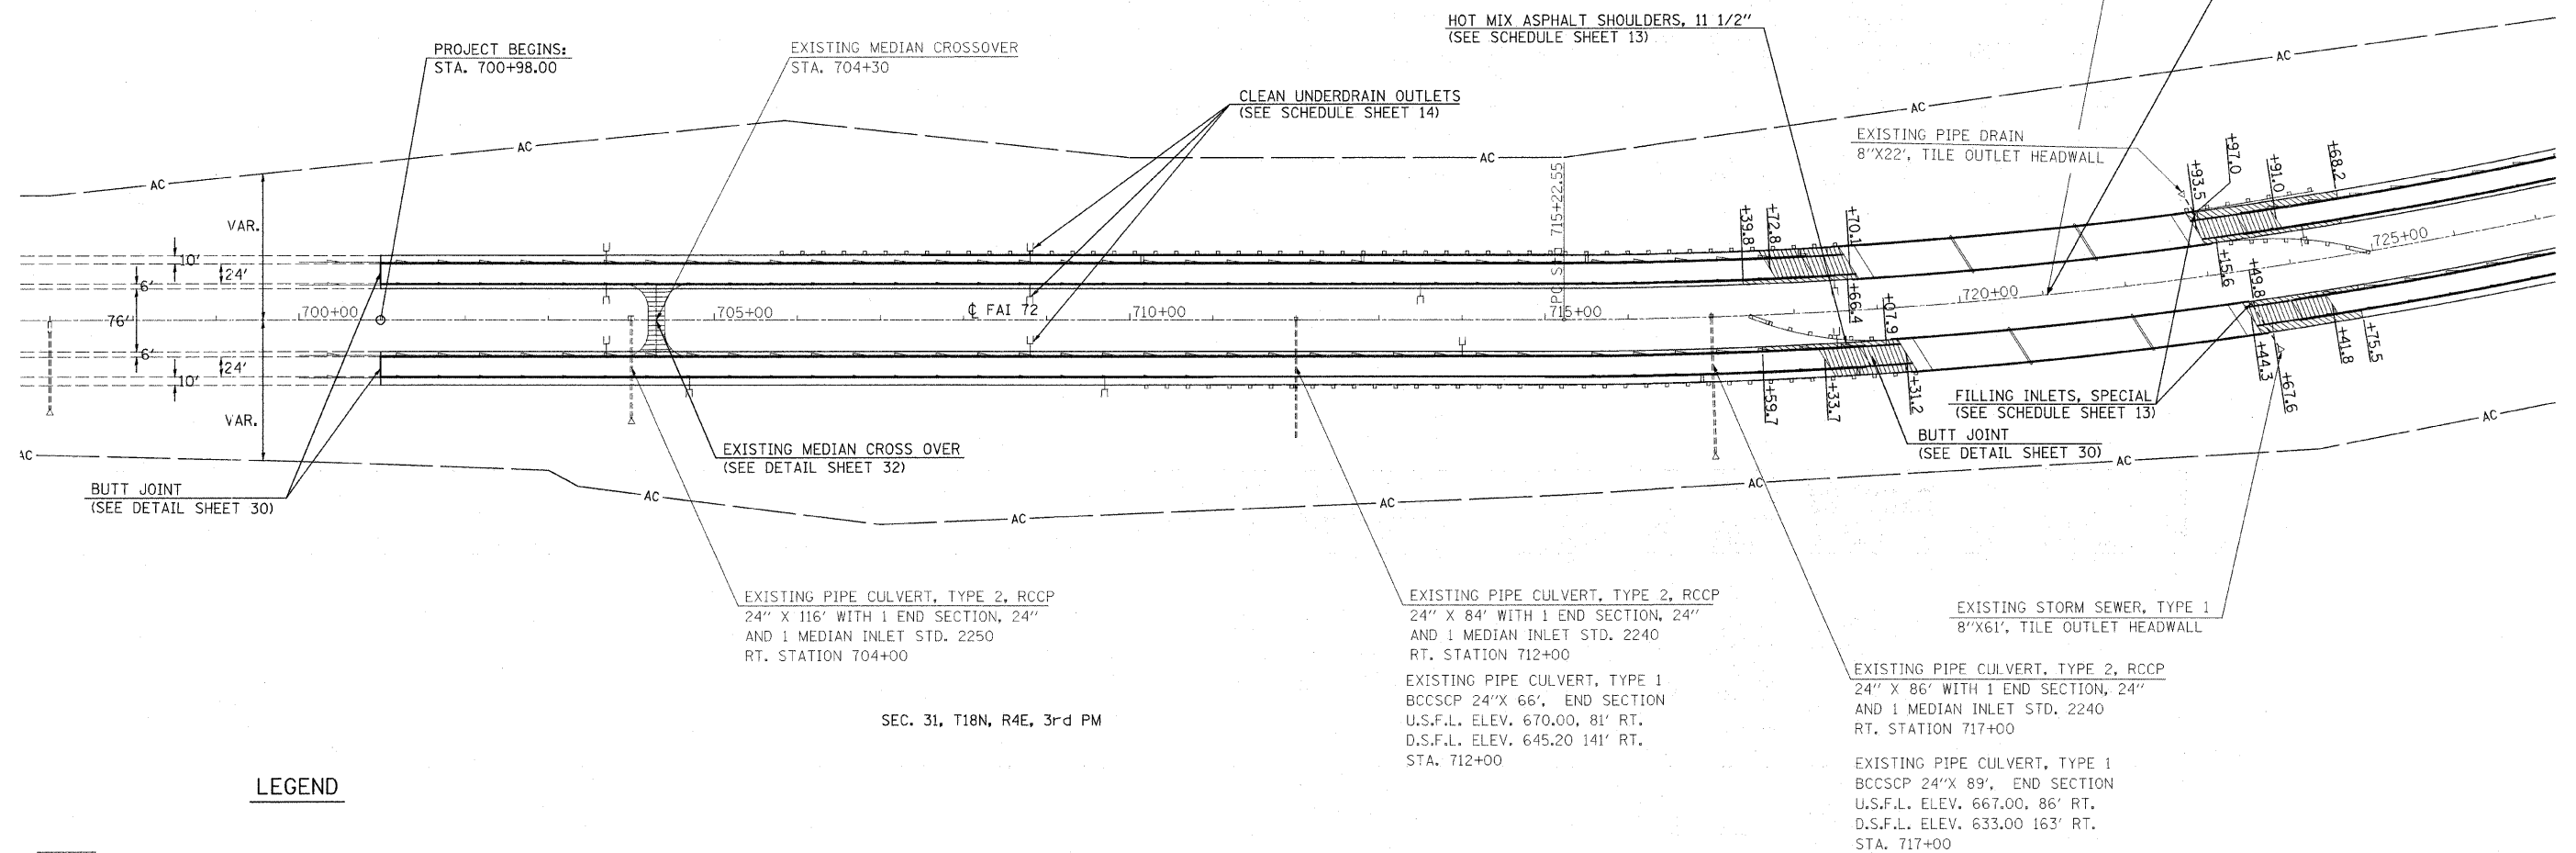 HOT MIX ASPHALT SHOULDERS, 11 1/2"
(SEE SCHEDULE SHEET 13)
PROJECT BEGINS:
STA. 700+98.00
EXISTING MEDIAN CROSSOVER
STA. 704+30
CLEAN UNDERDRAIN OUTLETS
(SEE SCHEDULE SHEET 14)
EXISTING PIPE DRAIN
8"X22', TILE OUTLET HEADWALL
AC
AC
AC
AC
AC
VAR.
10'
24'
6'
76'
6'
24'
10'
VAR.
700+00
705+00
℄ FAI 72
710+00
715+00
715+22.55
720+00
725+00
+39.8
+72.8
+70.1
+66.4
+07.9
+59.7
+33.7
+31.2
+93.5
+97.0
+91.0
+68.2
+15.6
+49.8
+44.3
+67.6
+41.8
+75.5
FILLING INLETS, SPECIAL
(SEE SCHEDULE SHEET 13)
BUTT JOINT
(SEE DETAIL SHEET 30)
EXISTING MEDIAN CROSS OVER
(SEE DETAIL SHEET 32)
BUTT JOINT
(SEE DETAIL SHEET 30)
AC
AC
AC
AC
AC
AC
AC
EXISTING PIPE CULVERT, TYPE 2, RCCP
24" X 116' WITH 1 END SECTION, 24"
AND 1 MEDIAN INLET STD. 2250
RT. STATION 704+00
EXISTING PIPE CULVERT, TYPE 2, RCCP
24" X 84' WITH 1 END SECTION, 24"
AND 1 MEDIAN INLET STD. 2240
RT. STATION 712+00
EXISTING PIPE CULVERT, TYPE 1
BCCSCP 24"X 66', END SECTION
U.S.F.L. ELEV. 670.00, 81' RT.
D.S.F.L. ELEV. 645.20 141' RT.
STA. 712+00
EXISTING STORM SEWER, TYPE 1
8"X61', TILE OUTLET HEADWALL
EXISTING PIPE CULVERT, TYPE 2, RCCP
24" X 86' WITH 1 END SECTION, 24"
AND 1 MEDIAN INLET STD. 2240
RT. STATION 717+00
EXISTING PIPE CULVERT, TYPE 1
BCCSCP 24"X 89', END SECTION
U.S.F.L. ELEV. 667.00, 86' RT.
D.S.F.L. ELEV. 633.00 163' RT.
STA. 717+00
SEC. 31, T18N, R4E, 3rd PM
LEGEND